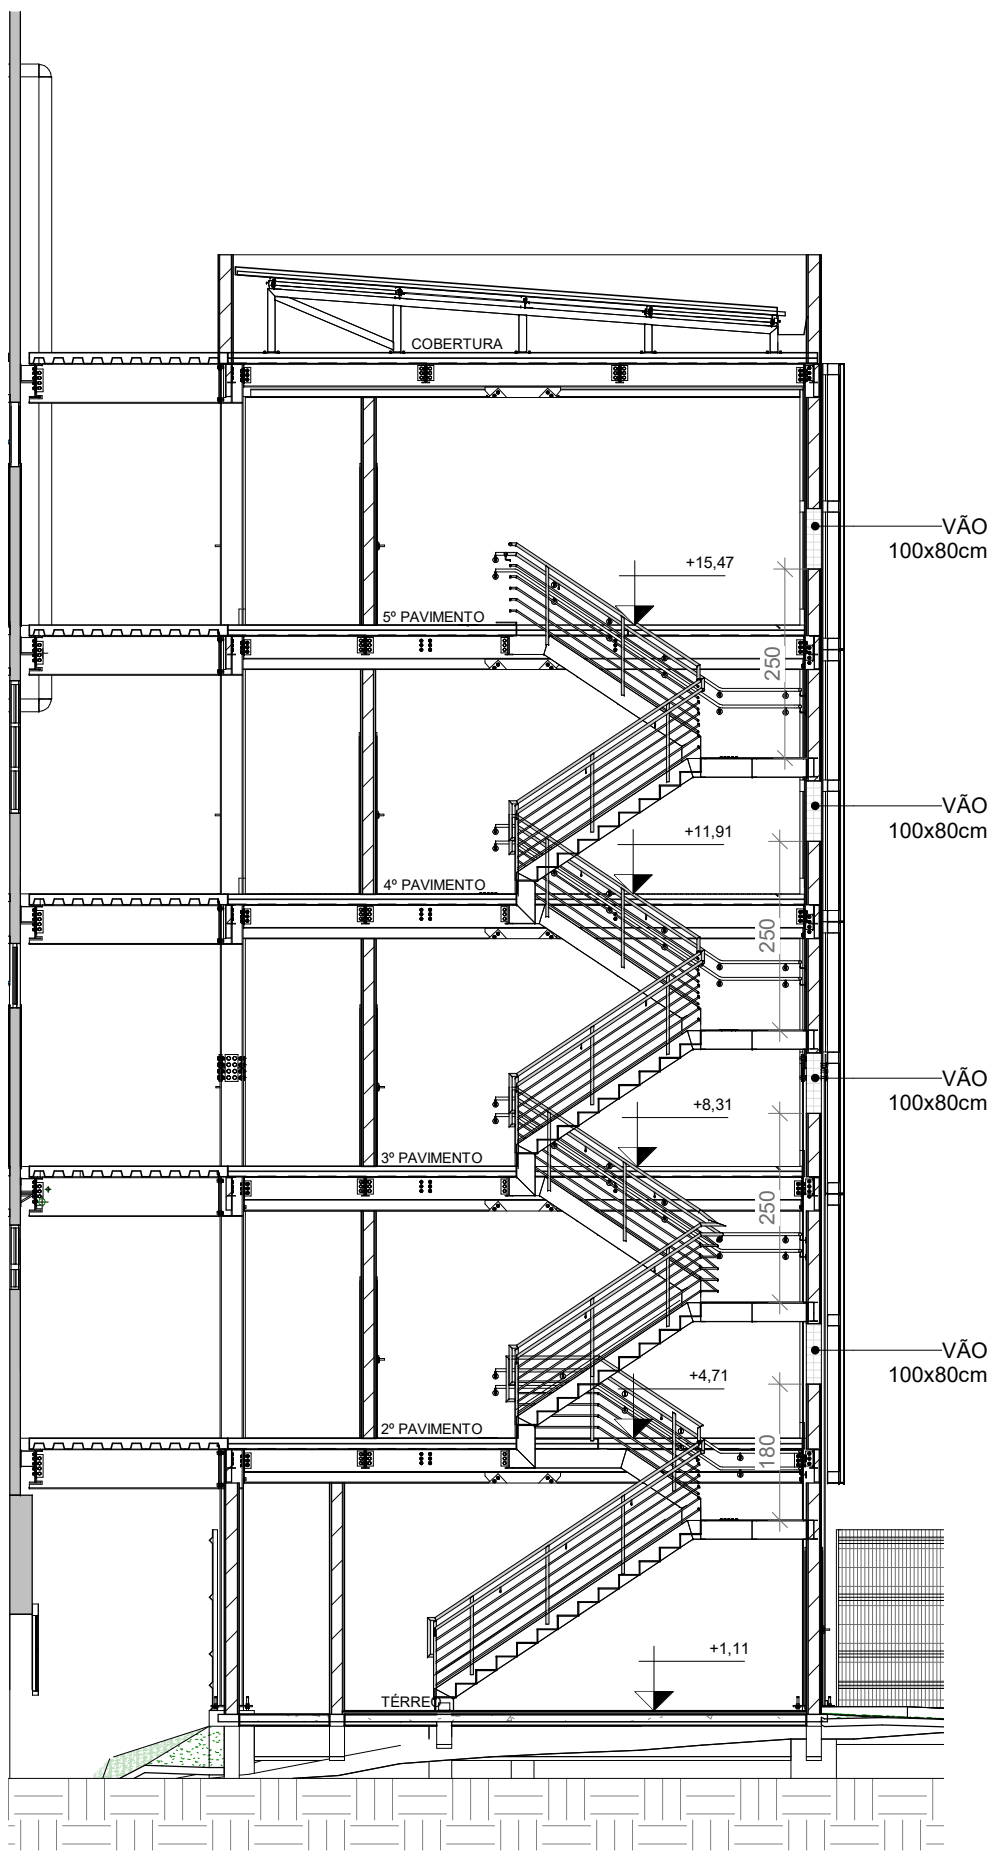 COBERTURA
VÃO
100x80cm
+15,47
5º PAVIMENTO
250
VÃO
100x80cm
+11,91
4º PAVIMENTO
250
VÃO
100x80cm
+8,31
3º PAVIMENTO
250
VÃO
100x80cm
+4,71
2º PAVIMENTO
180
+1,11
TÉRREO